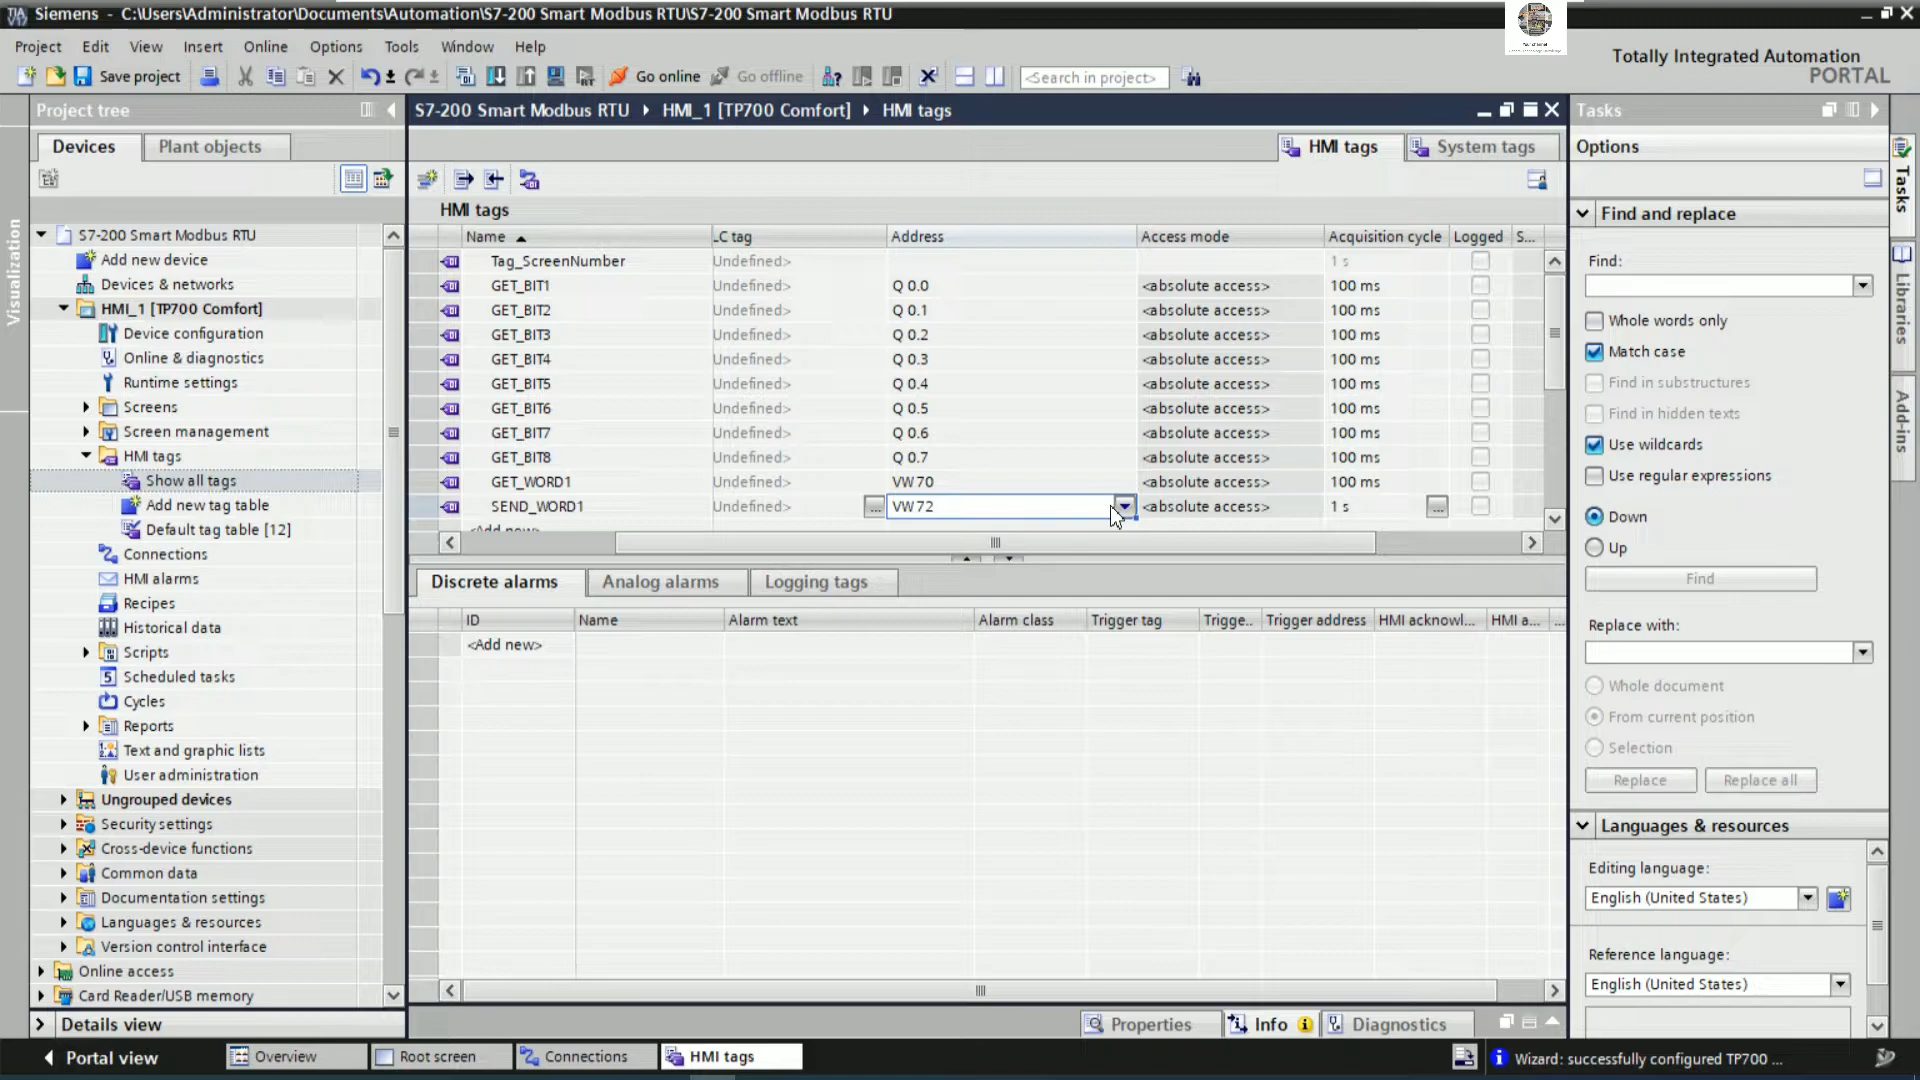 Siemens - C:\Users\Administrator\Documents\Automation\S7-200 Smart Modbus RTU\S7-200 Smart Modbus RTU
Project Edit View Insert Online Options Tools Window Help
Totally Integrated Automation
PORTAL
Save project
Go online
Go offline
<Search in project>
Project tree
S7-200 Smart Modbus RTU HMI_1 [TP700 Comfort] HMI tags
Tasks
Devices
Plant objects
HMI tags
System tags
Options
HMI tags
Name LC tag Address Access mode Acquisition cycle Logged S...
Tag_ScreenNumber Undefined> 1 s
GET_BIT1 Undefined> Q 0.0 <absolute access> 100 ms
GET_BIT2 Undefined> Q 0.1 <absolute access> 100 ms
GET_BIT3 Undefined> Q 0.2 <absolute access> 100 ms
GET_BIT4 Undefined> Q 0.3 <absolute access> 100 ms
GET_BIT5 Undefined> Q 0.4 <absolute access> 100 ms
GET_BIT6 Undefined> Q 0.5 <absolute access> 100 ms
GET_BIT7 Undefined> Q 0.6 <absolute access> 100 ms
GET_BIT8 Undefined> Q 0.7 <absolute access> 100 ms
GET_WORD1 Undefined> VW 70 <absolute access> 100 ms
SEND_WORD1 Undefined> ... VW 72 <absolute access> 1 s ...
<Add new>
Visualization
S7-200 Smart Modbus RTU
Add new device
Devices & networks
HMI_1 [TP700 Comfort]
Device configuration
Online & diagnostics
Runtime settings
Screens
Screen management
HMI tags
Show all tags
Add new tag table
Default tag table [12]
Connections
HMI alarms
Recipes
Historical data
Scripts
Scheduled tasks
Cycles
Reports
Text and graphic lists
User administration
Ungrouped devices
Security settings
Cross-device functions
Common data
Documentation settings
Languages & resources
Version control interface
Online access
Card Reader/USB memory
Details view
Discrete alarms
Analog alarms
Logging tags
ID Name Alarm text Alarm class Trigger tag Trigge.. Trigger address HMI acknowl... HMI a... ...
<Add new>
Find and replace
Find:
Whole words only
Match case
Find in substructures
Find in hidden texts
Use wildcards
Use regular expressions
Down
Up
Find
Replace with:
Whole document
From current position
Selection
Replace
Replace all
Languages & resources
Editing language:
English (United States)
Reference language:
English (United States)
Tasks
Libraries
Add-ins
Properties
Info
Diagnostics
Portal view
Overview
Root screen
Connections
HMI tags
Wizard: successfully configured TP700 ...